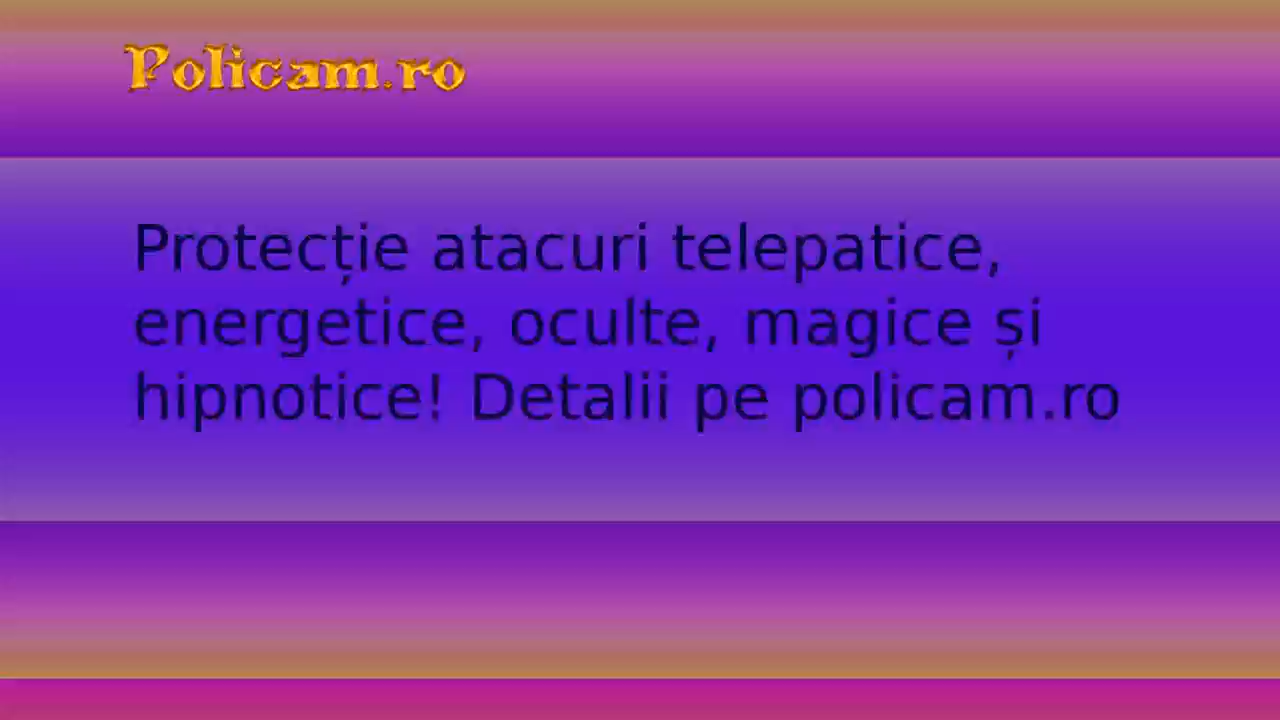 Policam.ro
Protecție atacuri telepatice,
energetice, oculte, magice și
hipnotice! Detalii pe policam.ro